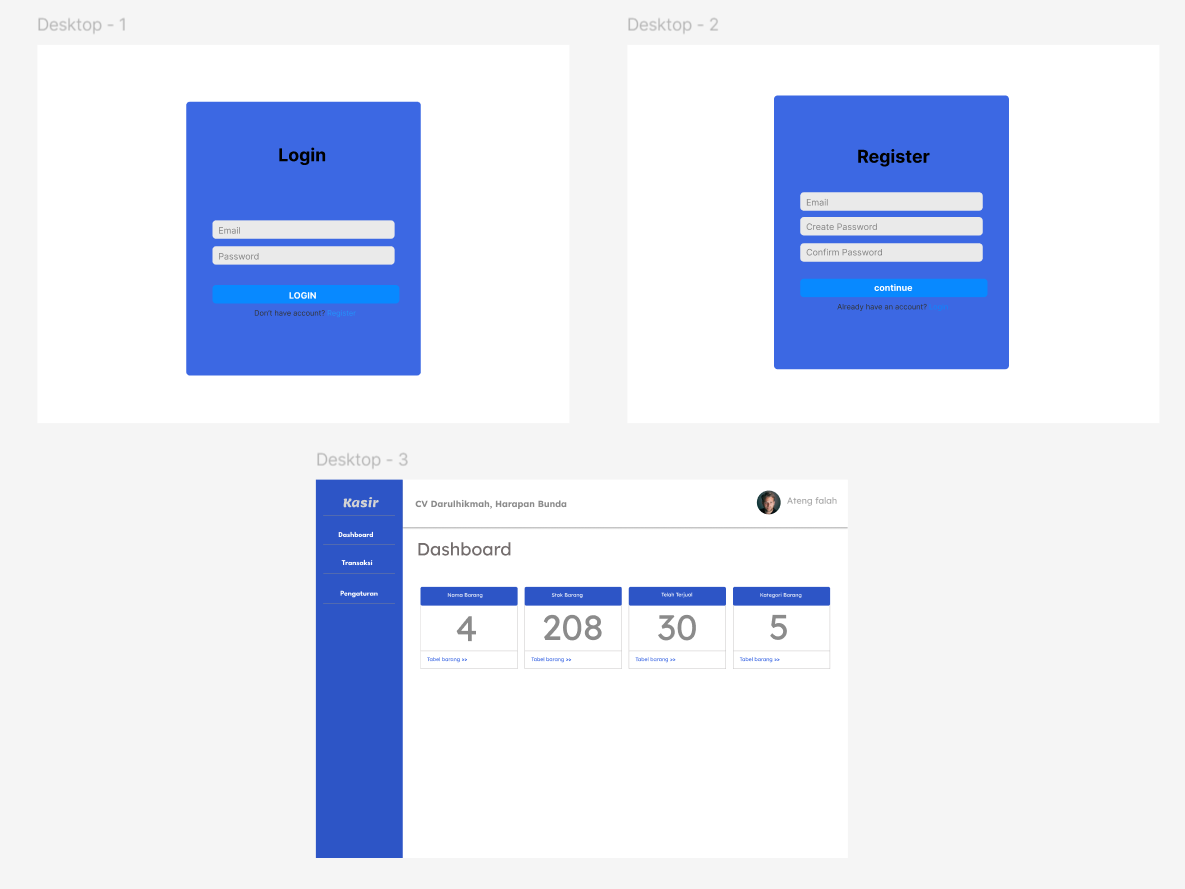 Desktop - 1
Login
Email
Password
LOGIN
Don't have account? Register
Desktop - 2
Register
Email
Create Password
Confirm Password
continue
Already have an account?
Desktop - 3
Kasir
Dashboard
Transaksi
Pengaturan
CV Darulhikmah, Harapan Bunda
Ateng falah
Dashboard
Nama Barang
4
Tabel barang >>
Stok Barang
208
Tabel barang >>
Telah Terjual
30
Tabel barang >>
Kategori Barang
5
Tabel barang >>